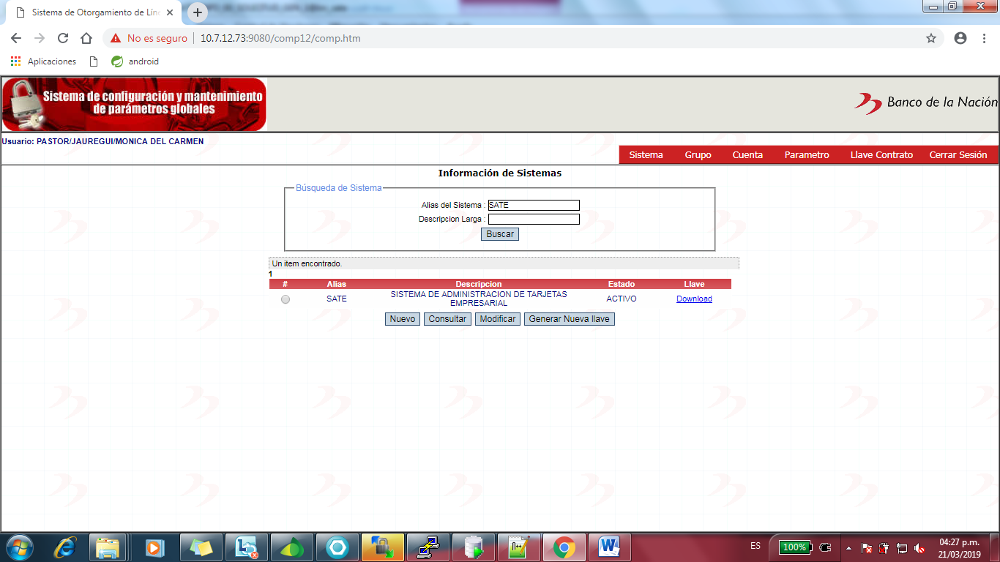 Sistema de Otorgamiento de Líne
No es seguro
10.7.12.73:9080/comp12/comp.htm
Aplicaciones
android
Sistema de configuración y mantenimiento
de parámetros globales
Banco de la Nación
Usuario: PASTOR/JAUREGUI/MONICA DEL CARMEN
Sistema Grupo Cuenta Parametro Llave Contrato Cerrar Sesión
Información de Sistemas
Búsqueda de Sistema
Alias del Sistema : SATE
Descripcion Larga :
Buscar
Un item encontrado.
1
# Alias Descripcion Estado Llave
SATE SISTEMA DE ADMINISTRACION DE TARJETAS EMPRESARIAL ACTIVO Download
Nuevo Consultar Modificar Generar Nueva llave
ES 100% 04:27 p.m.
21/03/2019